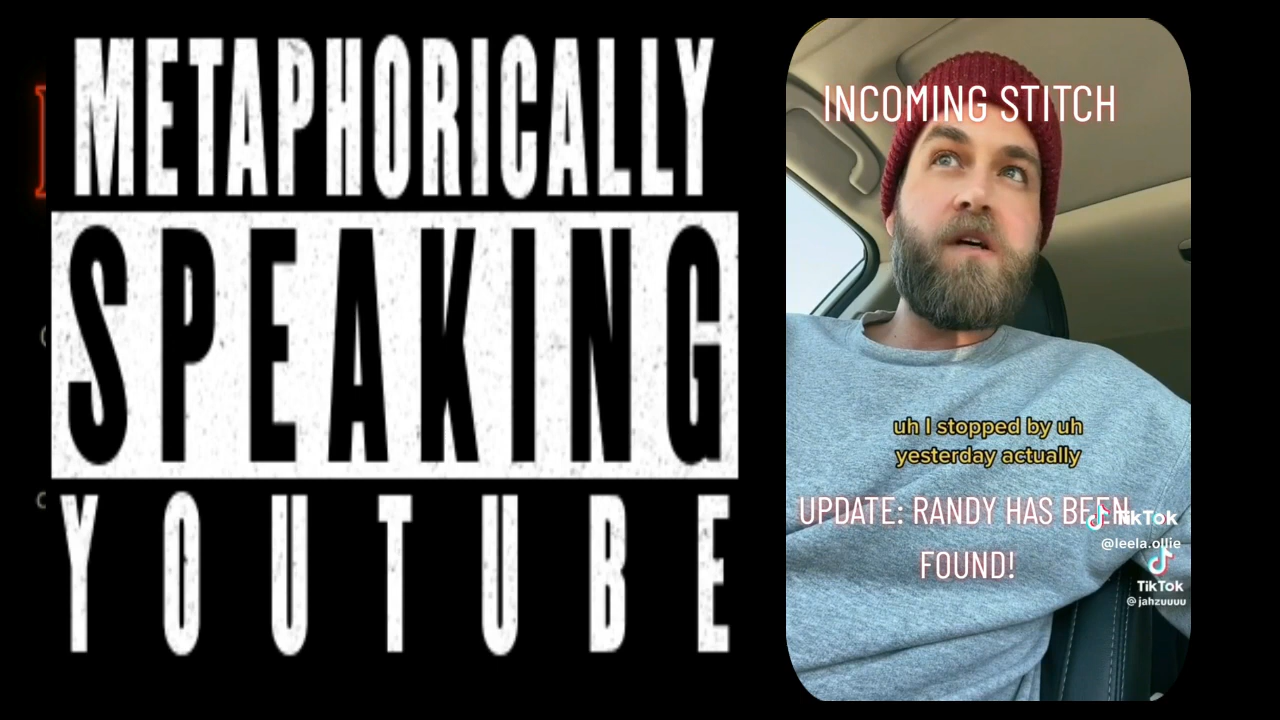 METAPHORICALLY
SPEAKING
YOUTUBE
INCOMING STITCH
uh I stopped by uh
yesterday actually
UPDATE: RANDY HAS BEEN
FOUND!
TikTok
@leela.ollie
TikTok
@jahzuuuu